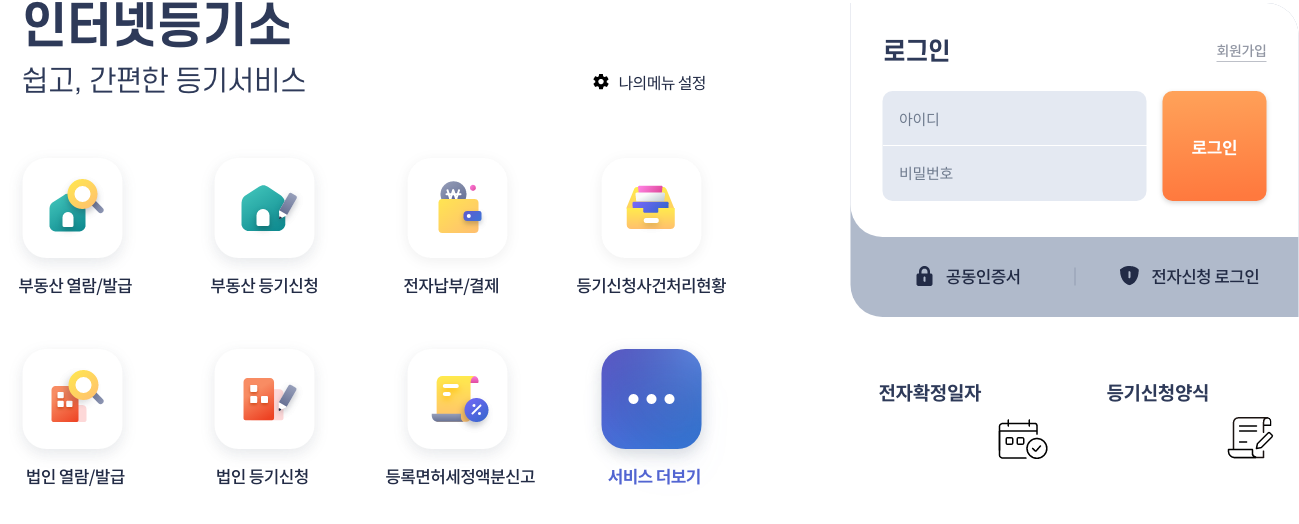 인터넷등기소
쉽고, 간편한 등기서비스
나의메뉴 설정
부동산 열람/발급
부동산 등기신청
전자납부/결제
등기신청사건처리현황
법인 열람/발급
법인 등기신청
등록면허세정액분신고
서비스 더보기
로그인
회원가입
아이디
비밀번호
로그인
공동인증서
전자신청 로그인
전자확정일자
등기신청양식